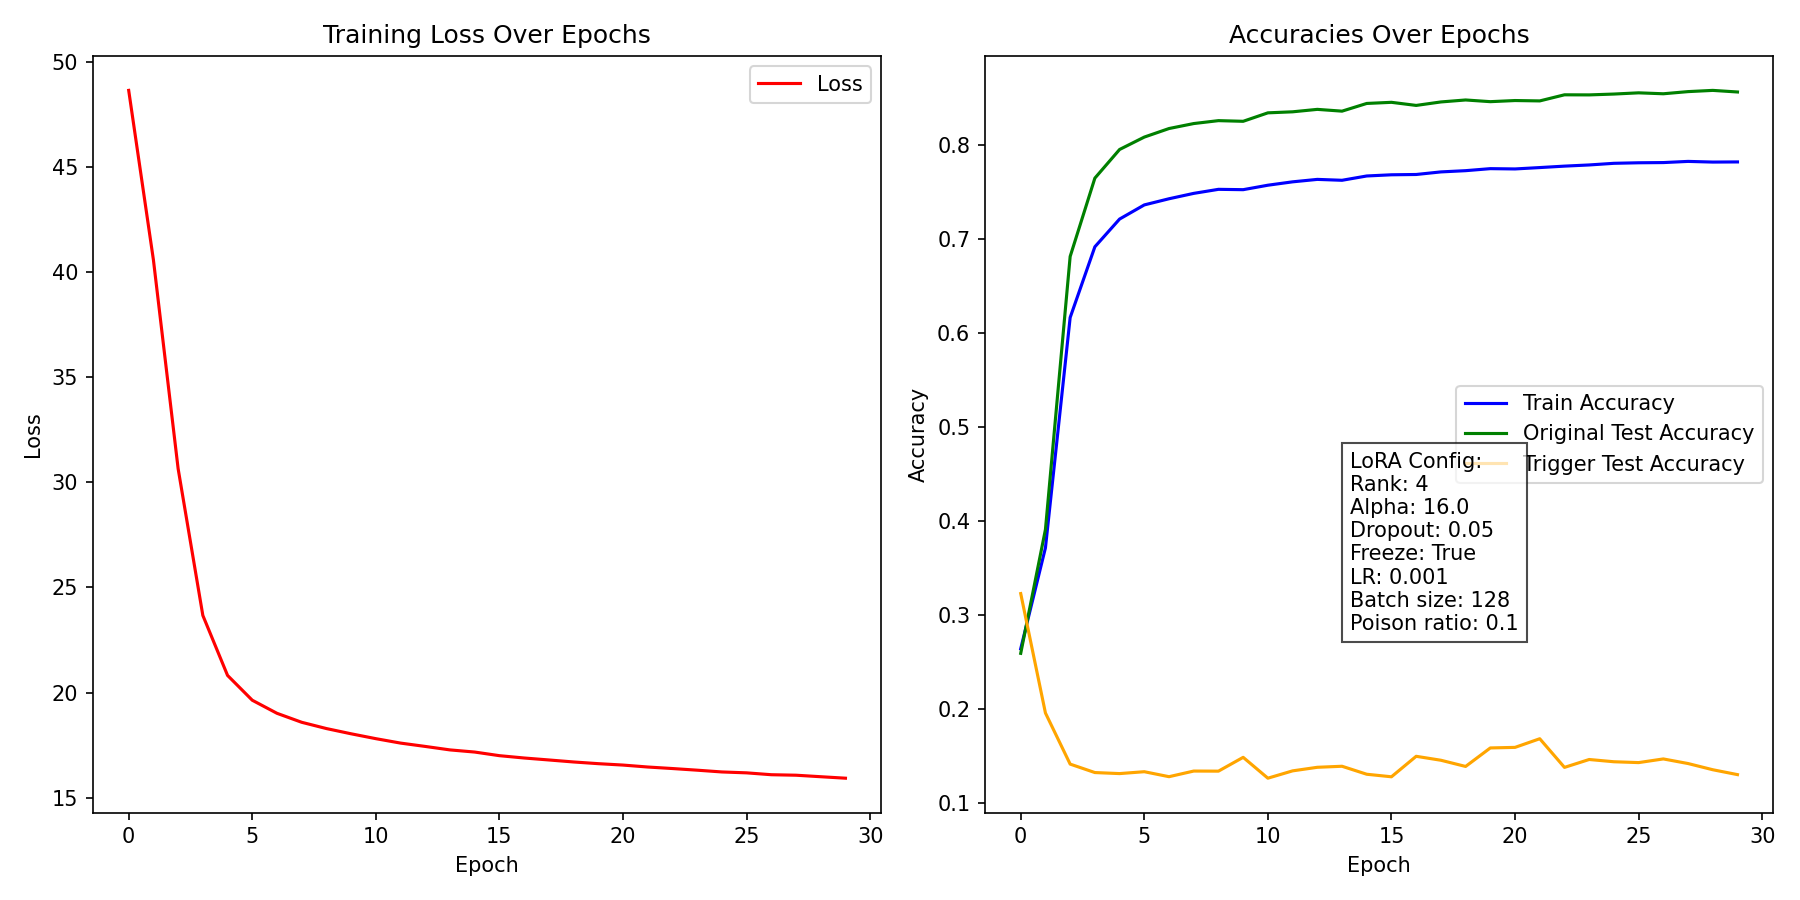 Training Loss Over Epochs
Loss
50
45
40
35
30
25
20
15
Loss
0 5 10 15 20 25 30
Epoch
Accuracies Over Epochs
0.8
0.7
0.6
0.5
0.4
0.3
0.2
0.1
Accuracy
Train Accuracy
Original Test Accuracy
Trigger Test Accuracy
LoRA Config:
Rank: 4
Alpha: 16.0
Dropout: 0.05
Freeze: True
LR: 0.001
Batch size: 128
Poison ratio: 0.1
0 5 10 15 20 25 30
Epoch